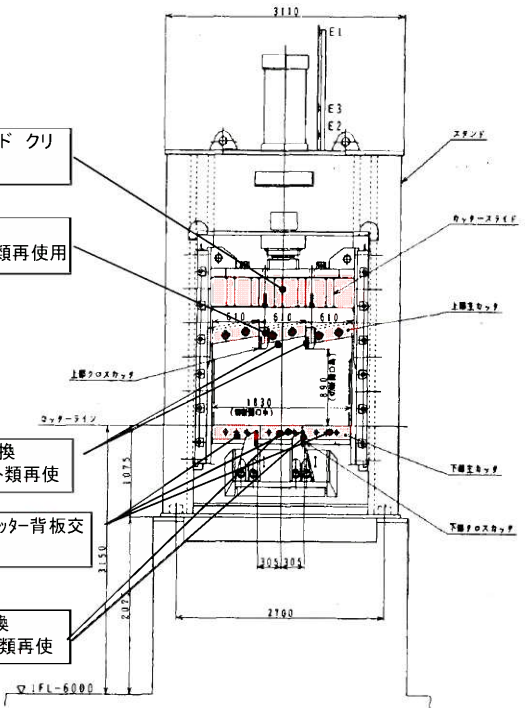 3110
E1
E3
E2
スタンド
ド クリ
カッタースライド
類再使用
610
610
610
上部主カッタ
上部クロスカッタ
890
1830
カッターライン
換
類再使
1075
下部主カッタ
ッター背板交
下部クロスカッタ
305
305
3150
2700
換
類再使
▽ 1FL-6000